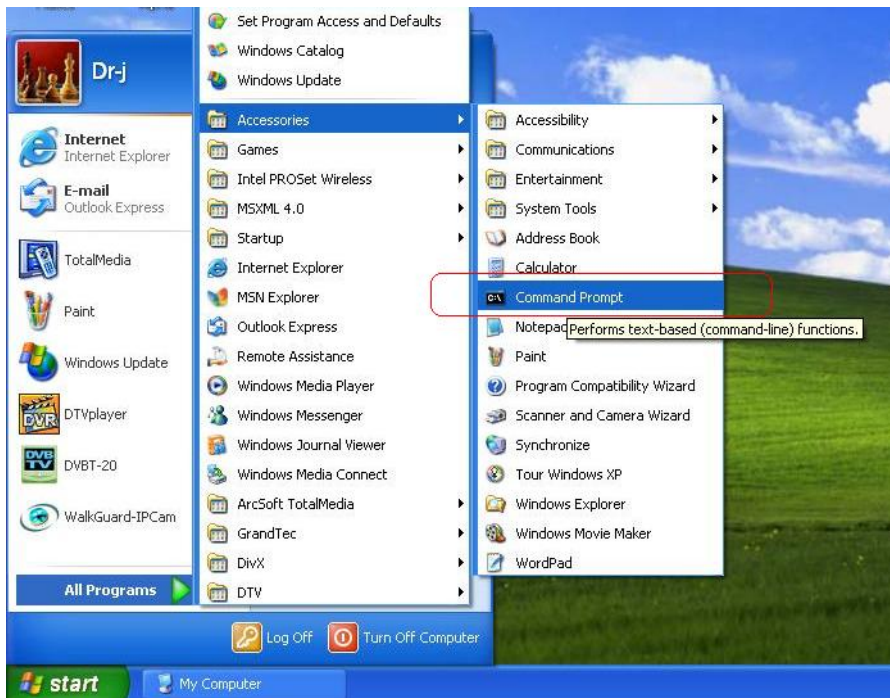 Dr-j
Internet
Internet Explorer
E-mail
Outlook Express
TotalMedia
Paint
Windows Update
DTVplayer
DVBT-20
WalkGuard-IPCam
All Programs
Set Program Access and Defaults
Windows Catalog
Windows Update
Accessories
Games
Intel PROSet Wireless
MSXML 4.0
Startup
Internet Explorer
MSN Explorer
Outlook Express
Remote Assistance
Windows Media Player
Windows Messenger
Windows Journal Viewer
Windows Media Connect
ArcSoft TotalMedia
GrandTec
DivX
DTV
Accessibility
Communications
Entertainment
System Tools
Address Book
Calculator
Command Prompt
Notepad
Performs text-based (command-line) functions.
Paint
Program Compatibility Wizard
Scanner and Camera Wizard
Synchronize
Tour Windows XP
Windows Explorer
Windows Movie Maker
WordPad
Log Off
Turn Off Computer
start
My Computer